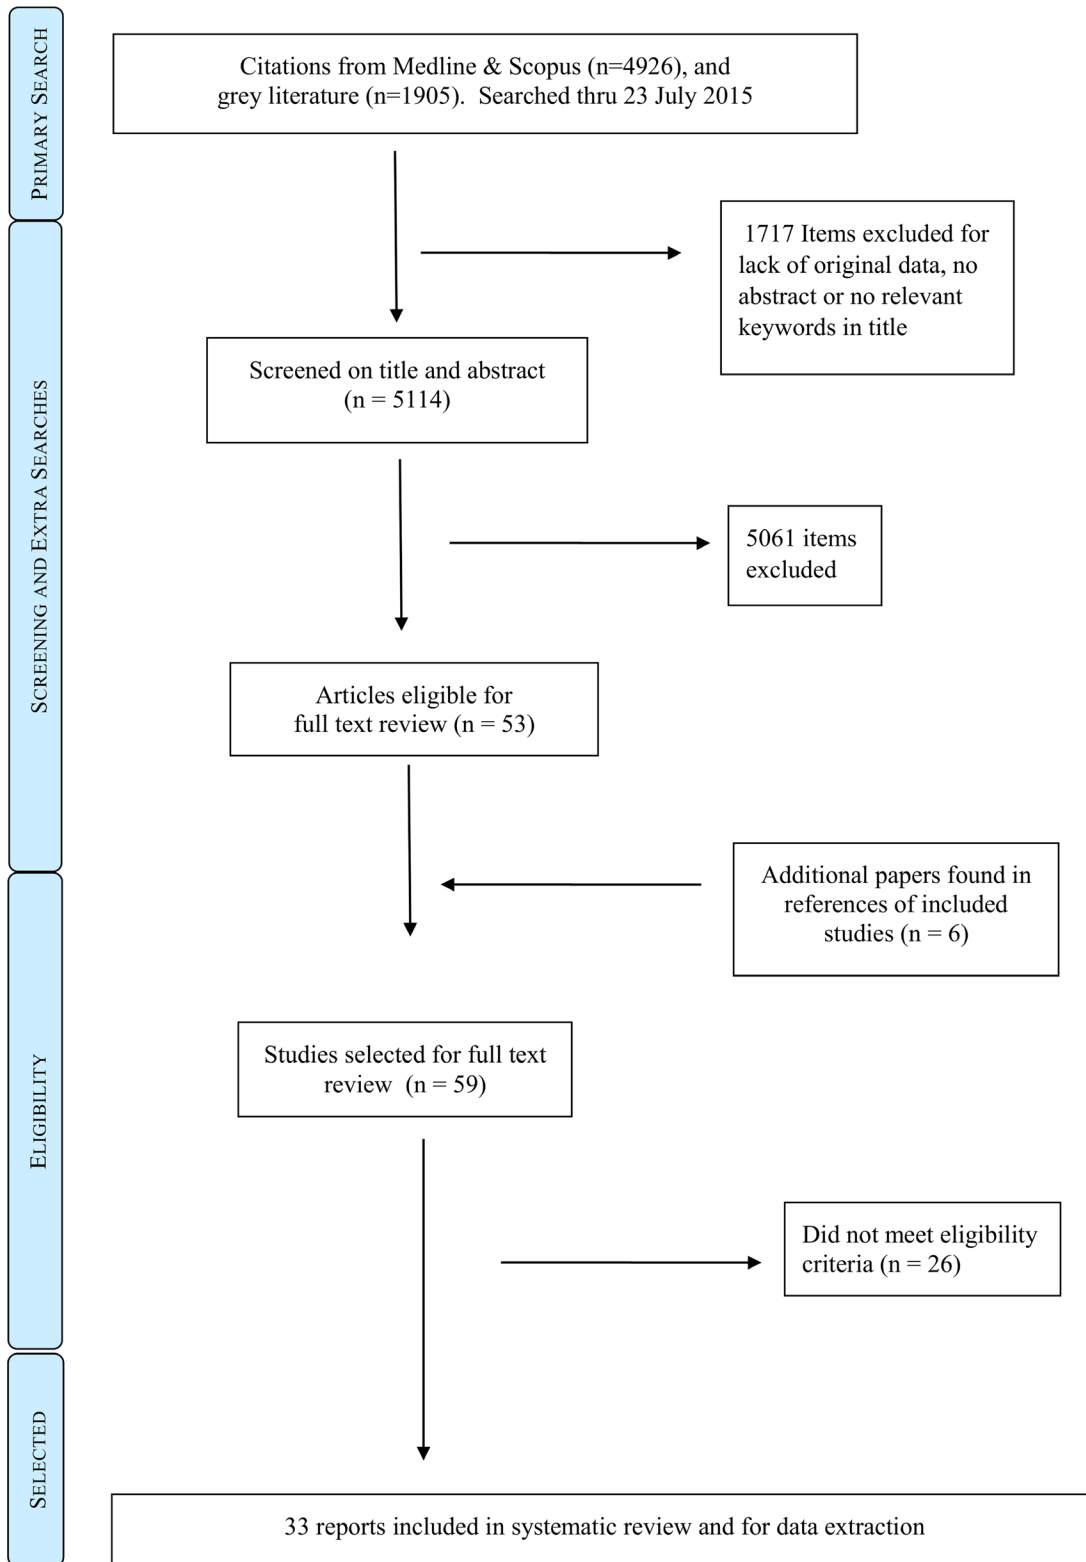 PRIMARY SEARCH
Citations from Medline & Scopus (n=4926), and
grey literature (n=1905).  Searched thru 23 July 2015
1717 Items excluded for
lack of original data, no
abstract or no relevant
keywords in title
SCREENING AND EXTRA SEARCHES
Screened on title and abstract
(n = 5114)
5061 items
excluded
Articles eligible for
full text review (n = 53)
Additional papers found in
references of included
studies (n = 6)
ELIGIBILITY
Studies selected for full text
review  (n = 59)
Did not meet eligibility
criteria (n = 26)
SELECTED
33 reports included in systematic review and for data extraction